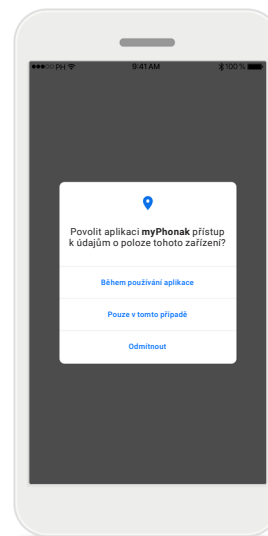 PH 9:41 AM 100 %
Povolit aplikaci myPhonak přístup
k údajům o poloze tohoto zařízení?
Během používání aplikace
Pouze v tomto případě
Odmítnout